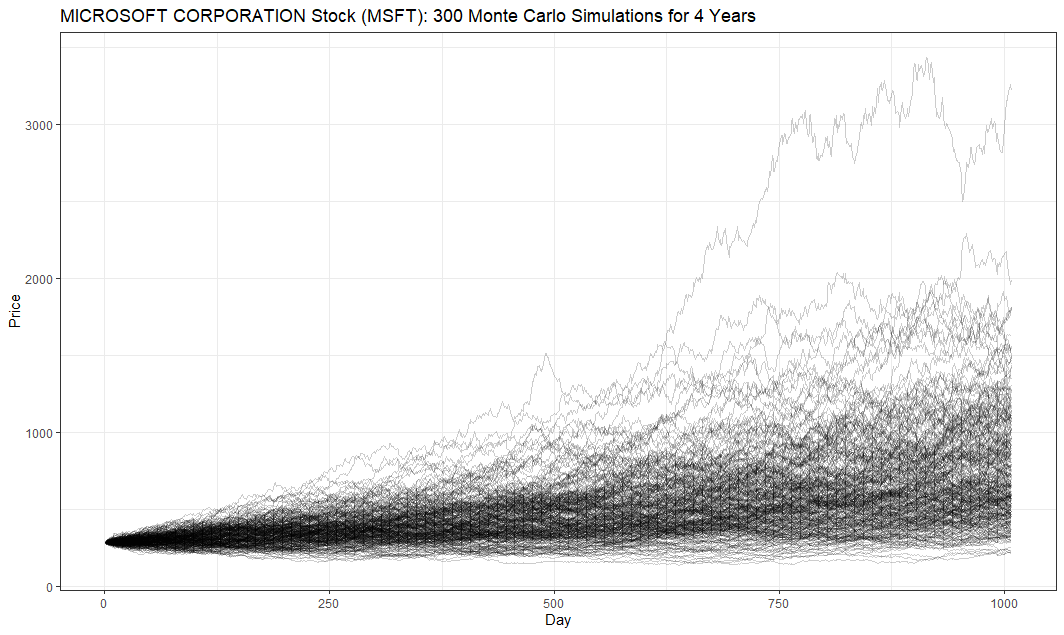 MICROSOFT CORPORATION Stock (MSFT): 300 Monte Carlo Simulations for 4 Years
Price
3000
2000
1000
0
0 250 500 750 1000
Day